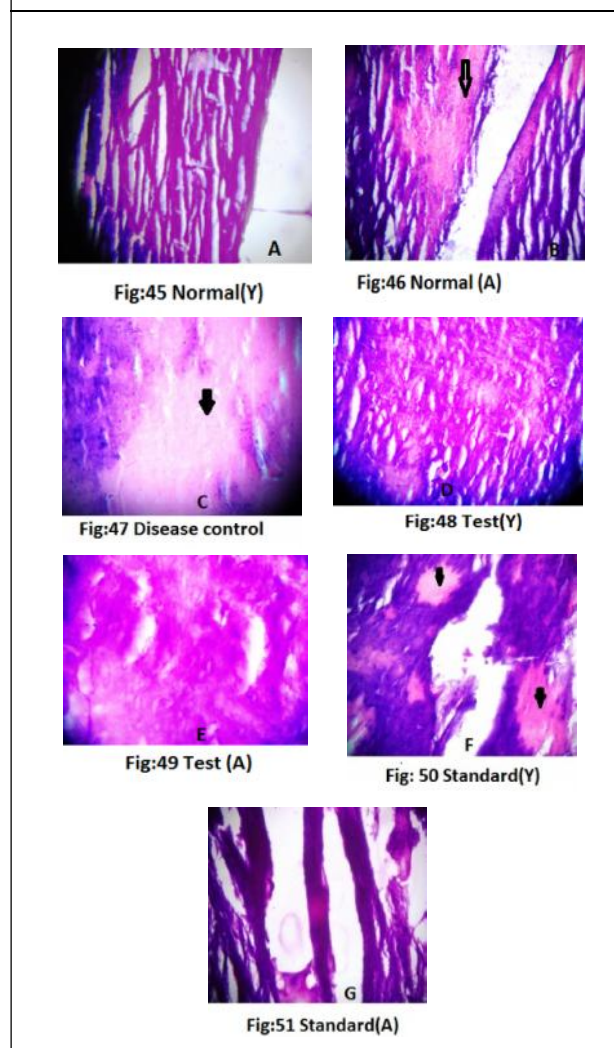 A
B
Fig:45 Normal(Y)
Fig:46 Normal (A)
C
D
Fig:47 Disease control
Fig:48 Test(Y)
E
F
Fig:49 Test (A)
Fig: 50 Standard(Y)
G
Fig:51 Standard(A)